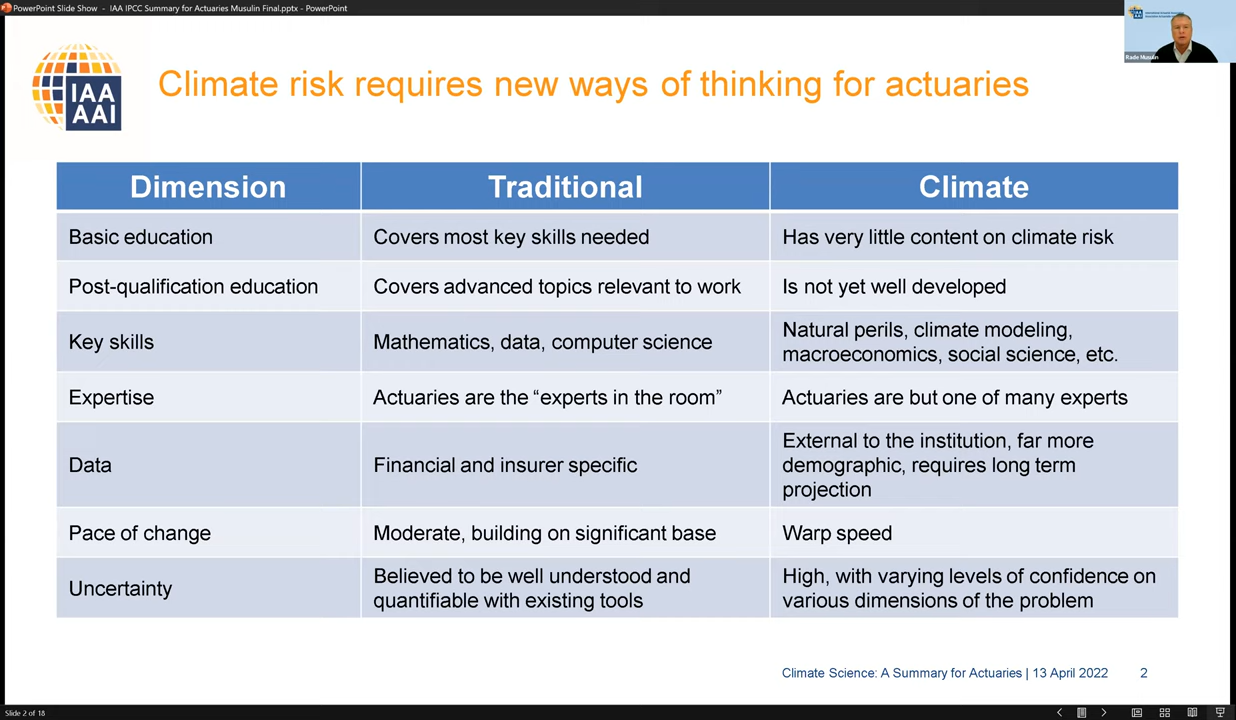 PowerPoint Slide Show - IAA IPCC Summary for Actuaries Musulin Final.pptx - PowerPoint
Rade Musulin
IAA
AAI
Climate risk requires new ways of thinking for actuaries
Dimension
Traditional
Climate
Basic education
Covers most key skills needed
Has very little content on climate risk
Post-qualification education
Covers advanced topics relevant to work
Is not yet well developed
Key skills
Mathematics, data, computer science
Natural perils, climate modeling,
macroeconomics, social science, etc.
Expertise
Actuaries are the “experts in the room”
Actuaries are but one of many experts
Data
Financial and insurer specific
External to the institution, far more
demographic, requires long term
projection
Pace of change
Moderate, building on significant base
Warp speed
Uncertainty
Believed to be well understood and
quantifiable with existing tools
High, with varying levels of confidence on
various dimensions of the problem
Climate Science: A Summary for Actuaries | 13 April 2022
2
Slide 2 of 18